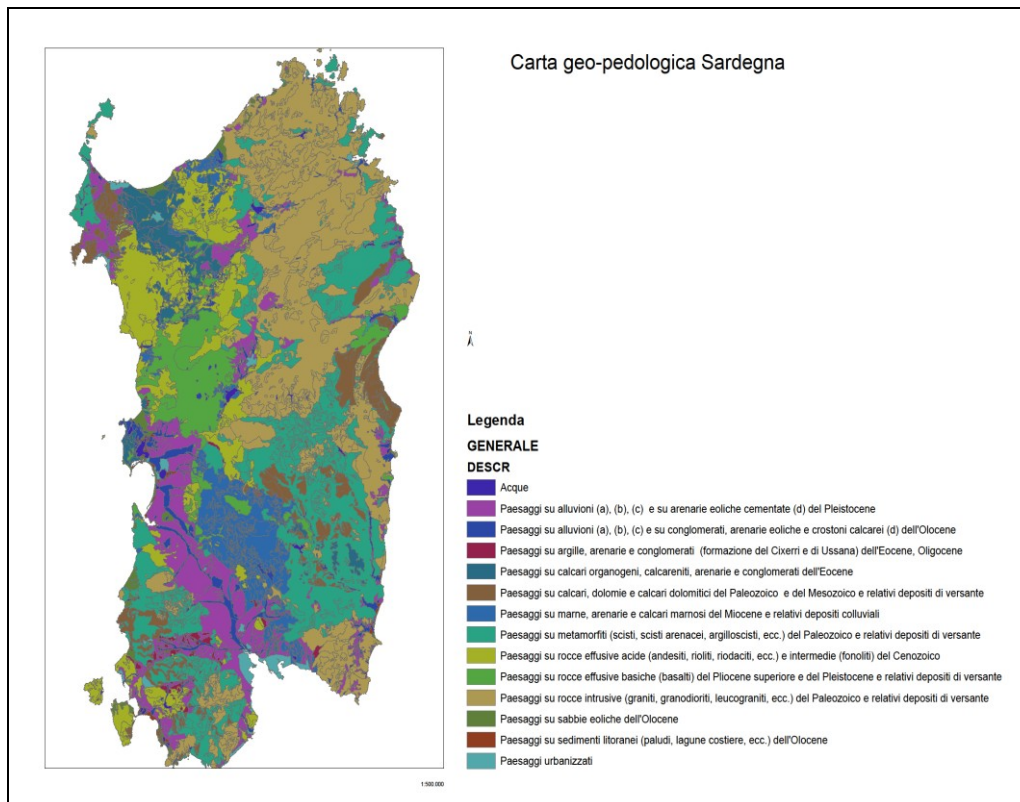 Carta geo-pedologica Sardegna
N
Legenda
GENERALE
DESCR
Acque
Paesaggi su alluvioni (a), (b), (c) e su arenarie eoliche cementate (d) del Pleistocene
Paesaggi su alluvioni (a), (b), (c) e su conglomerati, arenarie eoliche e crostoni calcarei (d) dell'Olocene
Paesaggi su argille, arenarie e conglomerati (formazione del Cixerri e di Ussana) dell'Eocene, Oligocene
Paesaggi su calcari organogeni, calcareniti, arenarie e conglomerati dell'Eocene
Paesaggi su calcari, dolomie e calcari dolomitici del Paleozoico e del Mesozoico e relativi depositi di versante
Paesaggi su marne, arenarie e calcari marnosi del Miocene e relativi depositi colluviali
Paesaggi su metamorfiti (scisti, scisti arenacei, argilloscisti, ecc.) del Paleozoico e relativi depositi di versante
Paesaggi su rocce effusive acide (andesiti, rioliti, riodaciti, ecc.) e intermedie (fonoliti) del Cenozoico
Paesaggi su rocce effusive basiche (basalti) del Pliocene superiore e del Pleistocene e relativi depositi di versante
Paesaggi su rocce intrusive (graniti, granodioriti, leucograniti, ecc.) del Paleozoico e relativi depositi di versante
Paesaggi su sabbie eoliche dell'Olocene
Paesaggi su sedimenti litoranei (paludi, lagune costiere, ecc.) dell'Olocene
Paesaggi urbanizzati
1:500.000